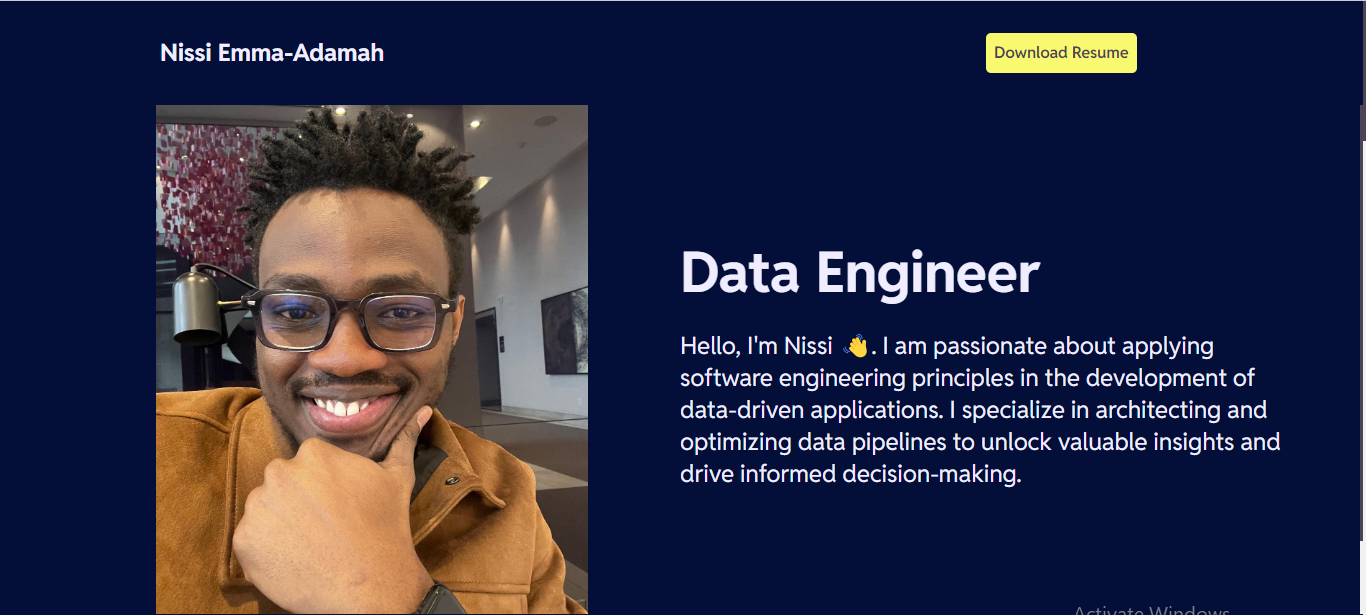 Nissi Emma-Adamah
Download Resume
Data Engineer
Hello, I'm Nissi 👋. I am passionate about applying
software engineering principles in the development of
data-driven applications. I specialize in architecting and
optimizing data pipelines to unlock valuable insights and
drive informed decision-making.
Activate Windows